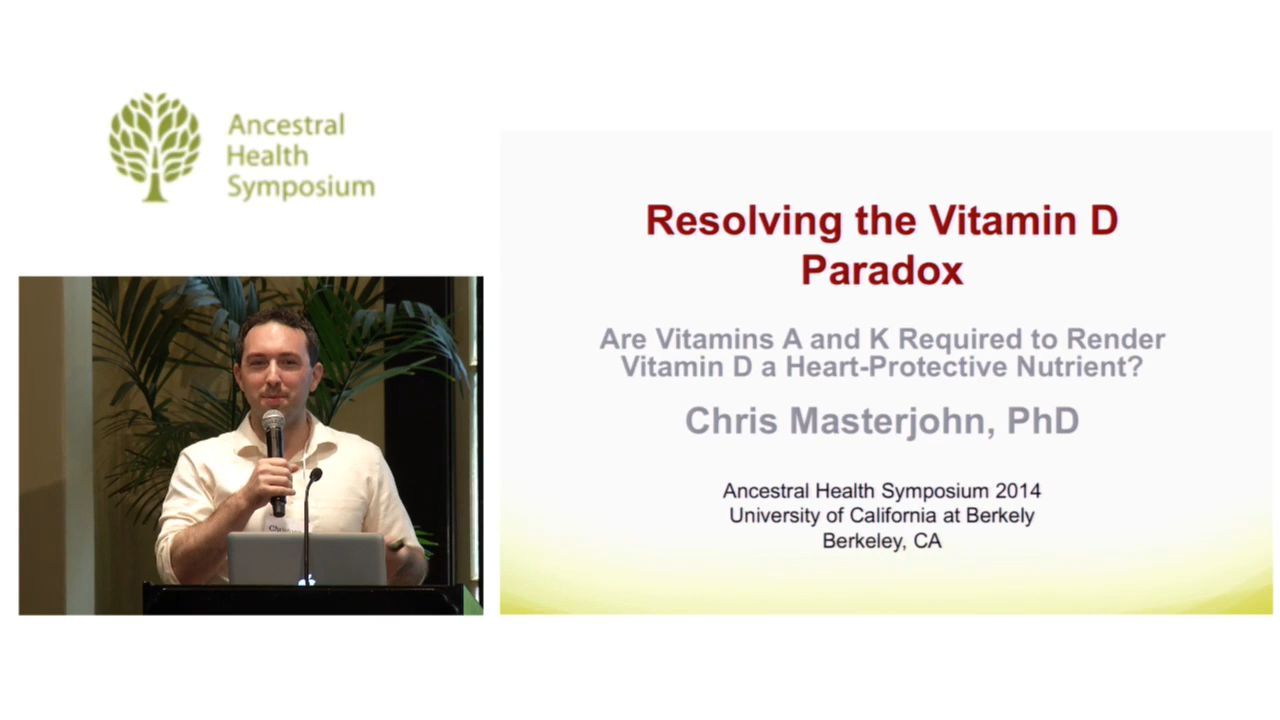 Ancestral
Health
Symposium
Resolving the Vitamin D
Paradox
Are Vitamins A and K Required to Render
Vitamin D a Heart-Protective Nutrient?
Chris Masterjohn, PhD
Ancestral Health Symposium 2014
University of California at Berkely
Berkeley, CA